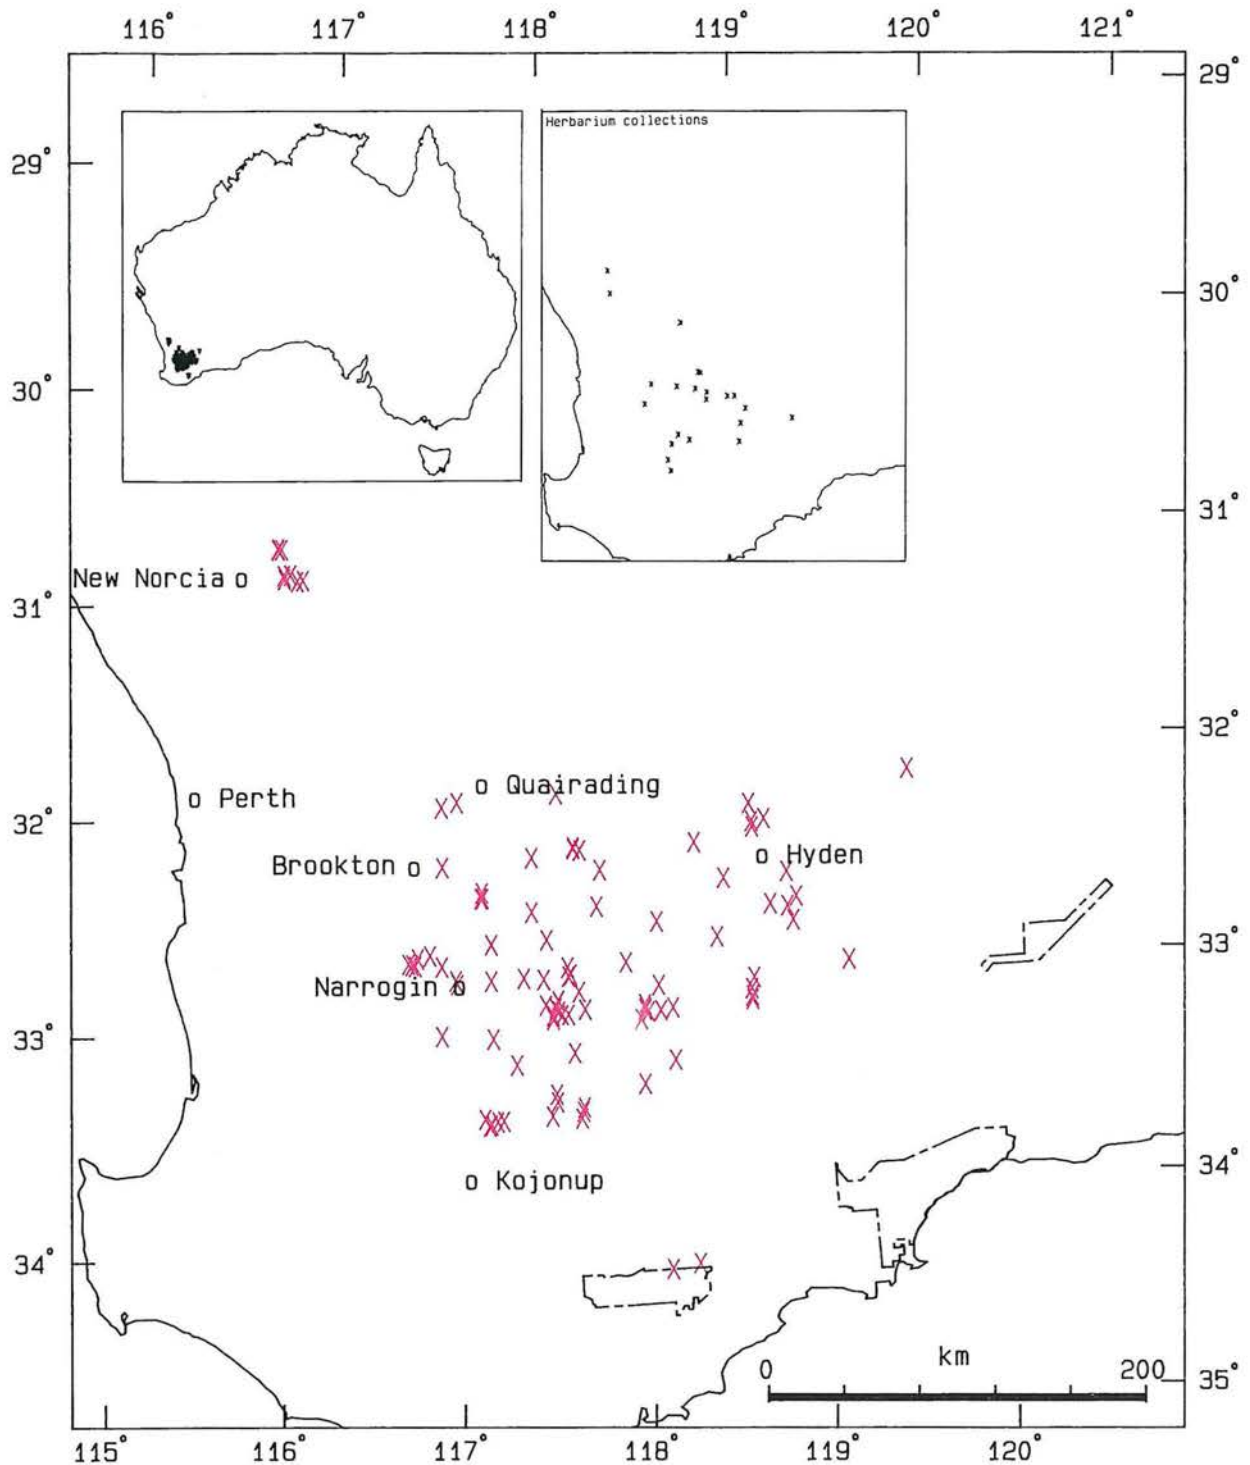 116° 117° 118° 119° 120° 121°
29°
Herbarium collections
29°
30°
30°
31°
New Norcia
31°
32°
Quairading
Perth
32°
Brookton
Hyden
33°
Narrogin
33°
34°
Kojonup
34°
km
0 200
35°
115° 116° 117° 118° 119° 120°